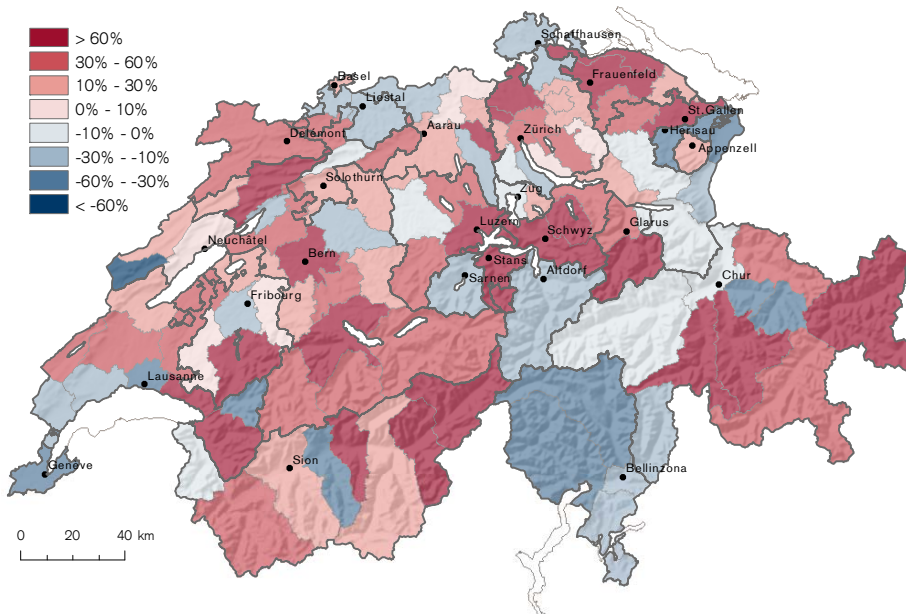 > 60%
30% - 60%
10% - 30%
0% - 10%
-10% - 0%
-30% - -10%
-60% - -30%
< -60%
Schaffhausen
Basel
Frauenfeld
Liestal
St.Gallen
Delémont
Aarau
Zürich
Herisau
Appenzell
Solothurn
Zug
Luzern
Glarus
Neuchâtel
Schwyz
Bern
Stans
Sarnen
Altdorf
Chur
Fribourg
Lausanne
Sion
Genève
Bellinzona
0 20 40 km